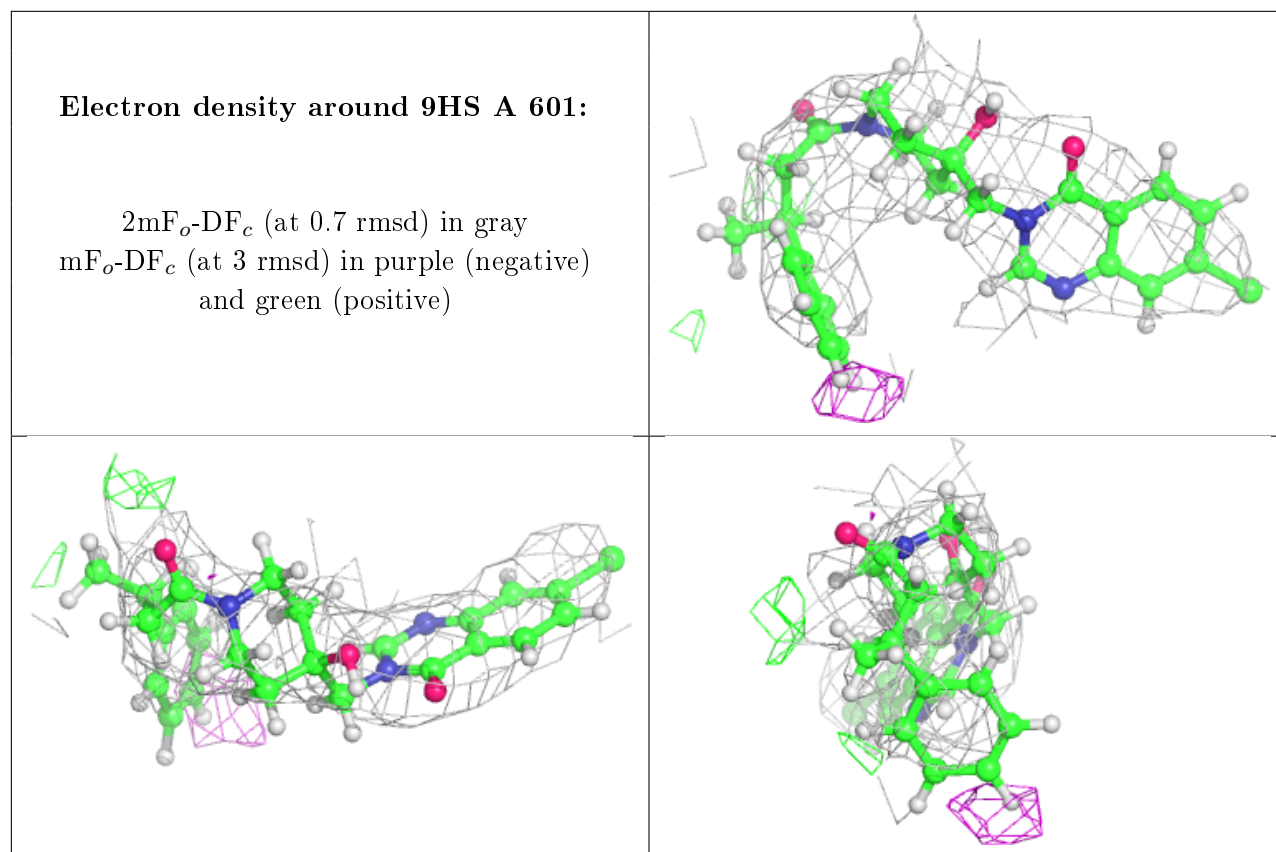 Electron density around 9HS A 601:
2mFo-DFc (at 0.7 rmsd) in gray
mFo-DFc (at 3 rmsd) in purple (negative)
and green (positive)